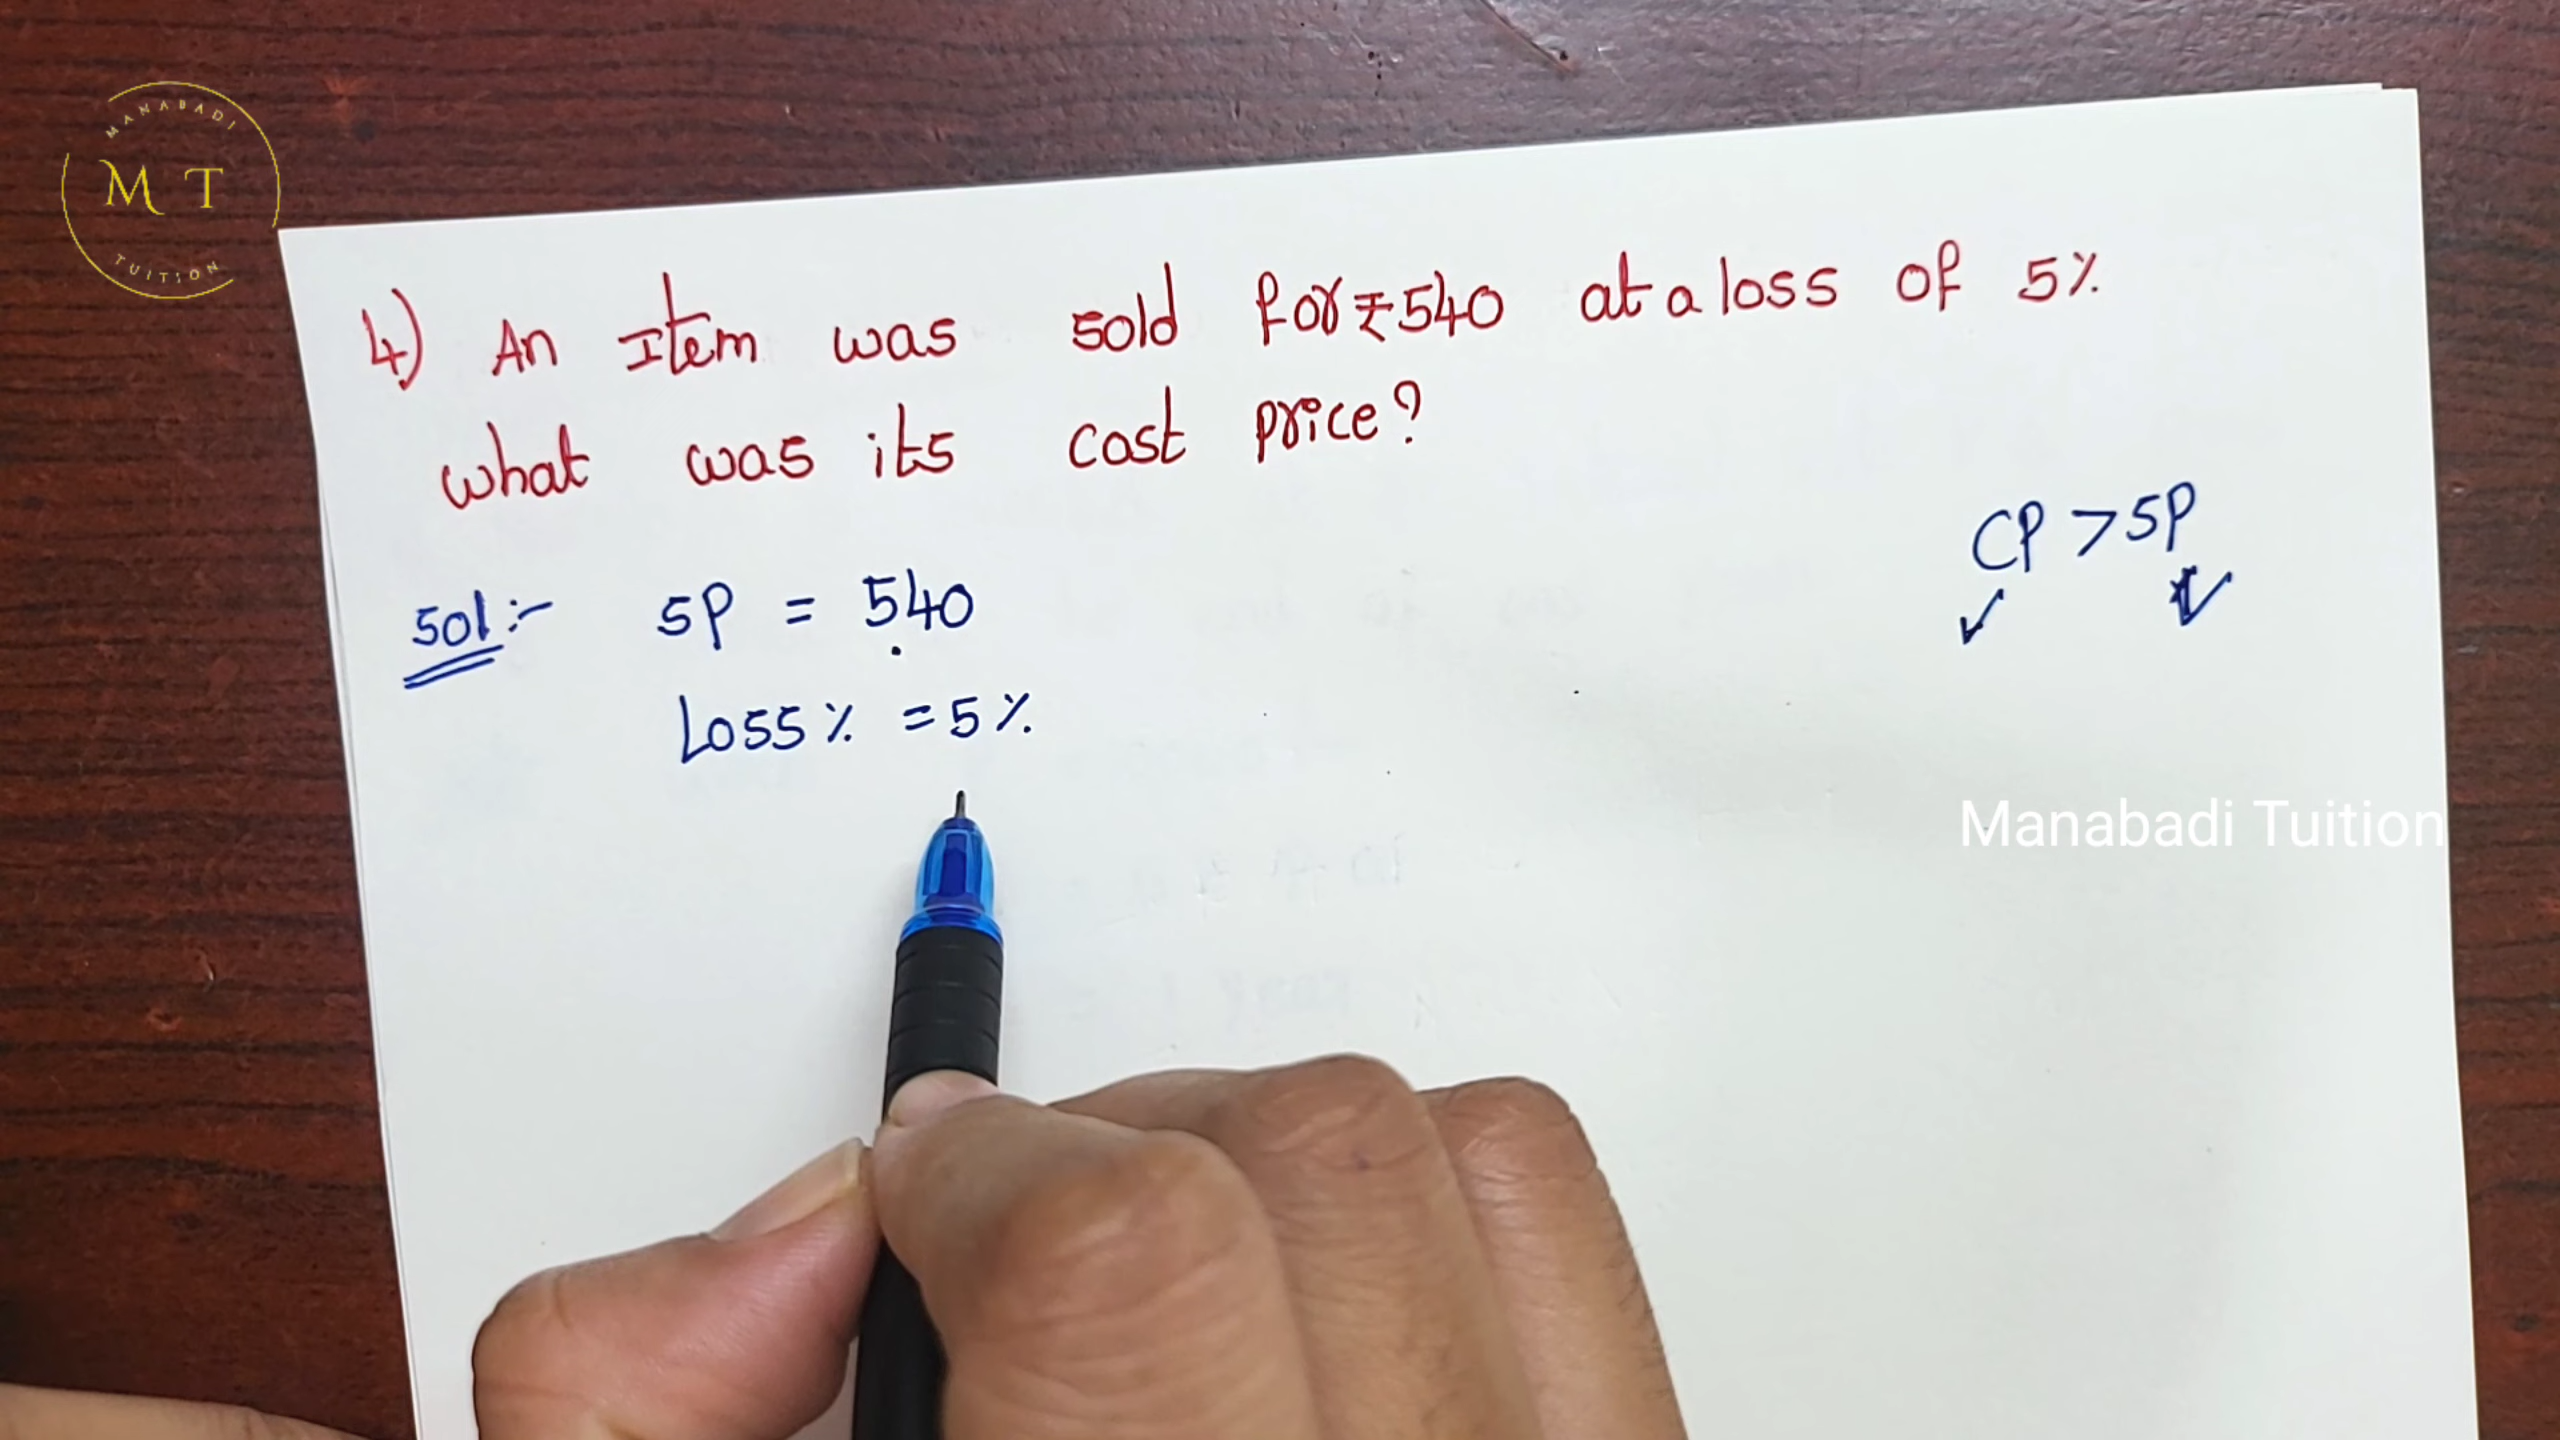 MANABADI
M T
TUITION
4) An Item was sold for ₹540 at a loss of 5%
what was its cost price?
CP > SP
Sol:- SP = 540
Loss % = 5%
Manabadi Tuition